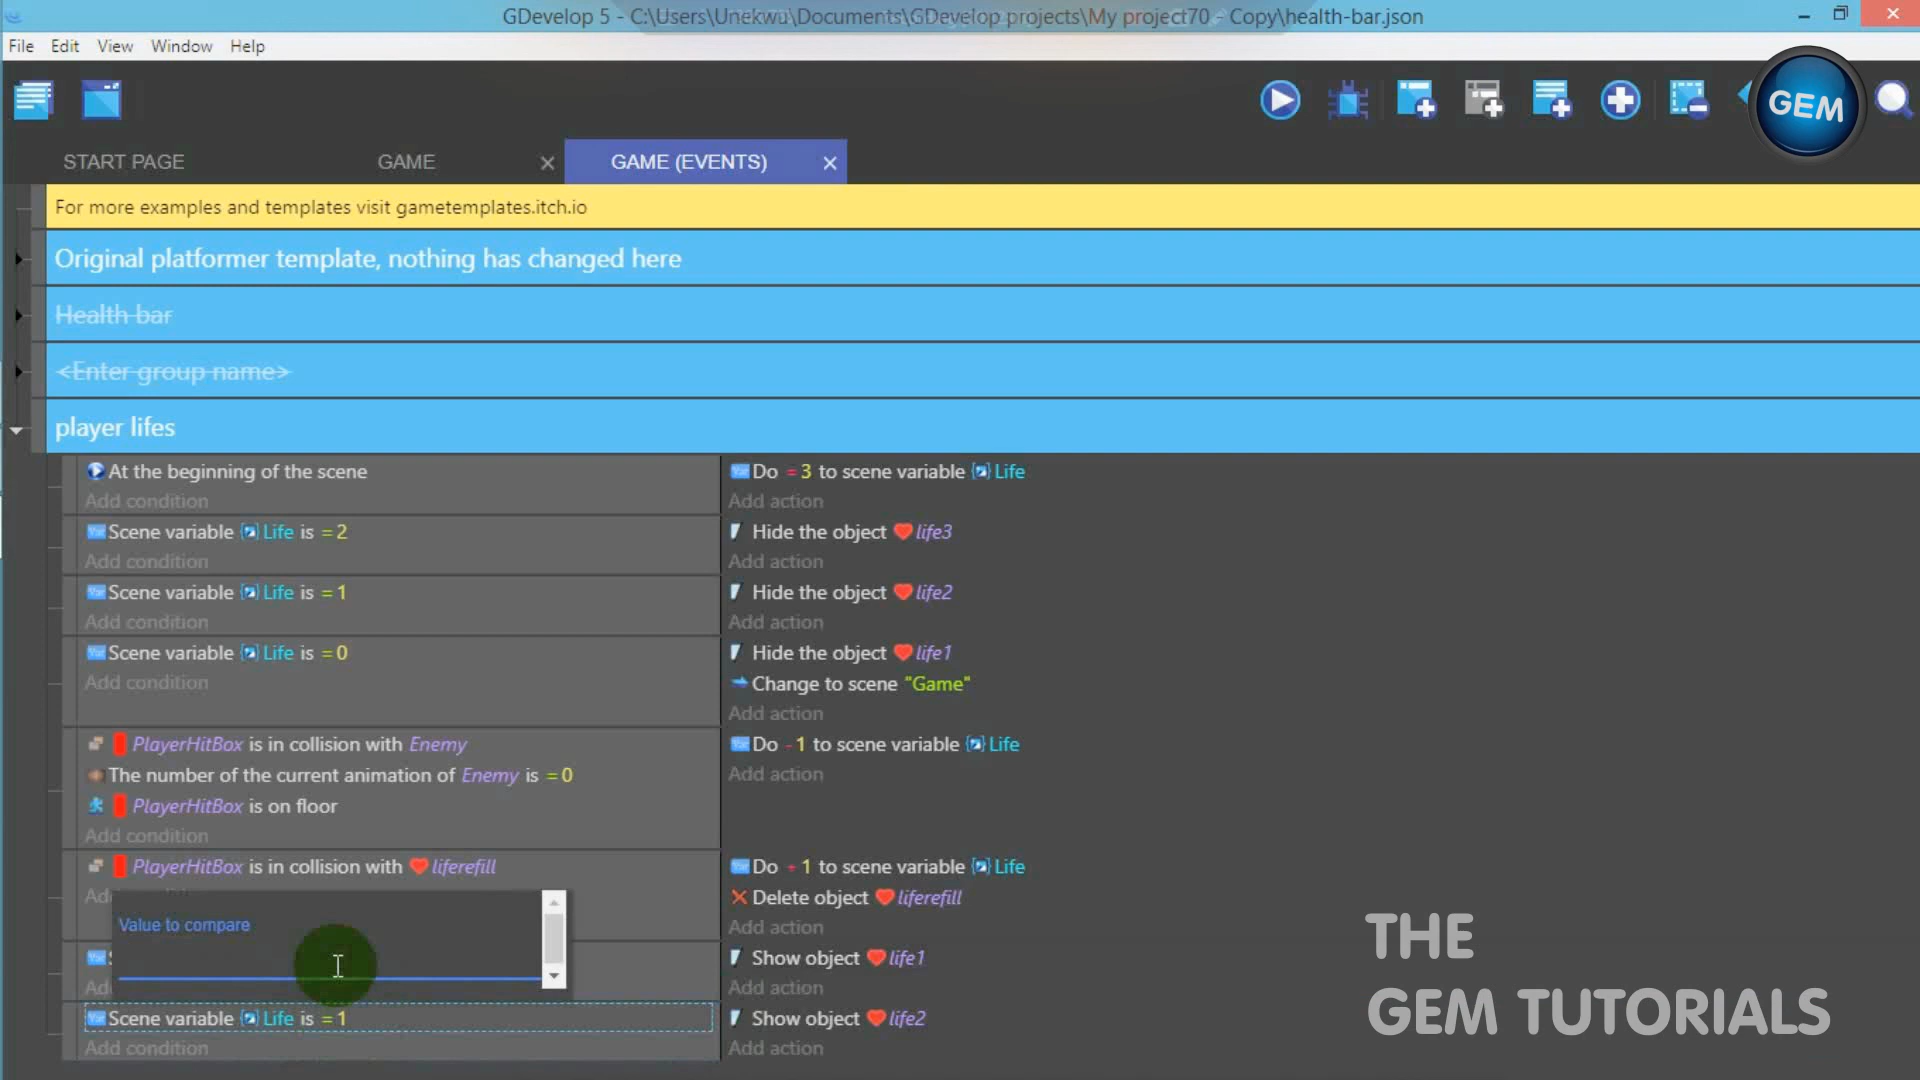 GDevelop 5 - C:\Users\Unekwu\Documents\GDevelop projects\My project70 - Copy\health-bar.json
File Edit View Window Help
GEM
START PAGE GAME GAME (EVENTS)
For more examples and templates visit gametemplates.itch.io
Original platformer template, nothing has changed here
Health bar
<Enter group name>
player lifes
At the beginning of the scene Do = 3 to scene variable Life
Add condition Add action
Scene variable Life is = 2 Hide the object life3
Add condition Add action
Scene variable Life is = 1 Hide the object life2
Add condition Add action
Scene variable Life is = 0 Hide the object life1
Add condition Change to scene "Game"
Add action
PlayerHitBox is in collision with Enemy Do - 1 to scene variable Life
The number of the current animation of Enemy is = 0 Add action
PlayerHitBox is on floor
Add condition
PlayerHitBox is in collision with liferefill Do + 1 to scene variable Life
Delete object liferefill
Value to compare Add action
Show object life1
Add action
Scene variable Life is = 1 Show object life2
Add condition Add action
THE
GEM TUTORIALS